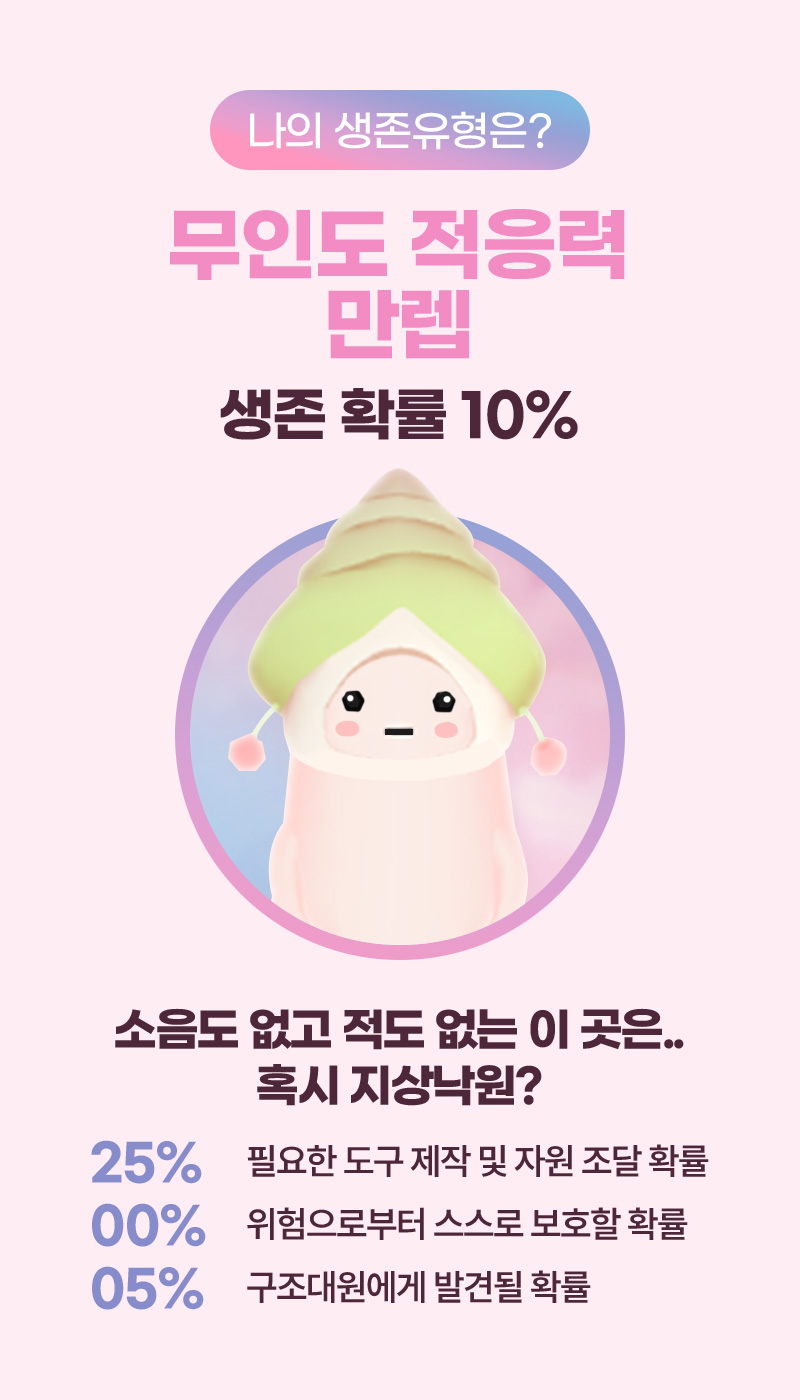 나의 생존유형은?
무인도 적응력
만렙
생존 확률 10%
소음도 없고 적도 없는 이 곳은..
혹시 지상낙원?
25% 필요한 도구 제작 및 자원 조달 확률
00% 위험으로부터 스스로 보호할 확률
05% 구조대원에게 발견될 확률